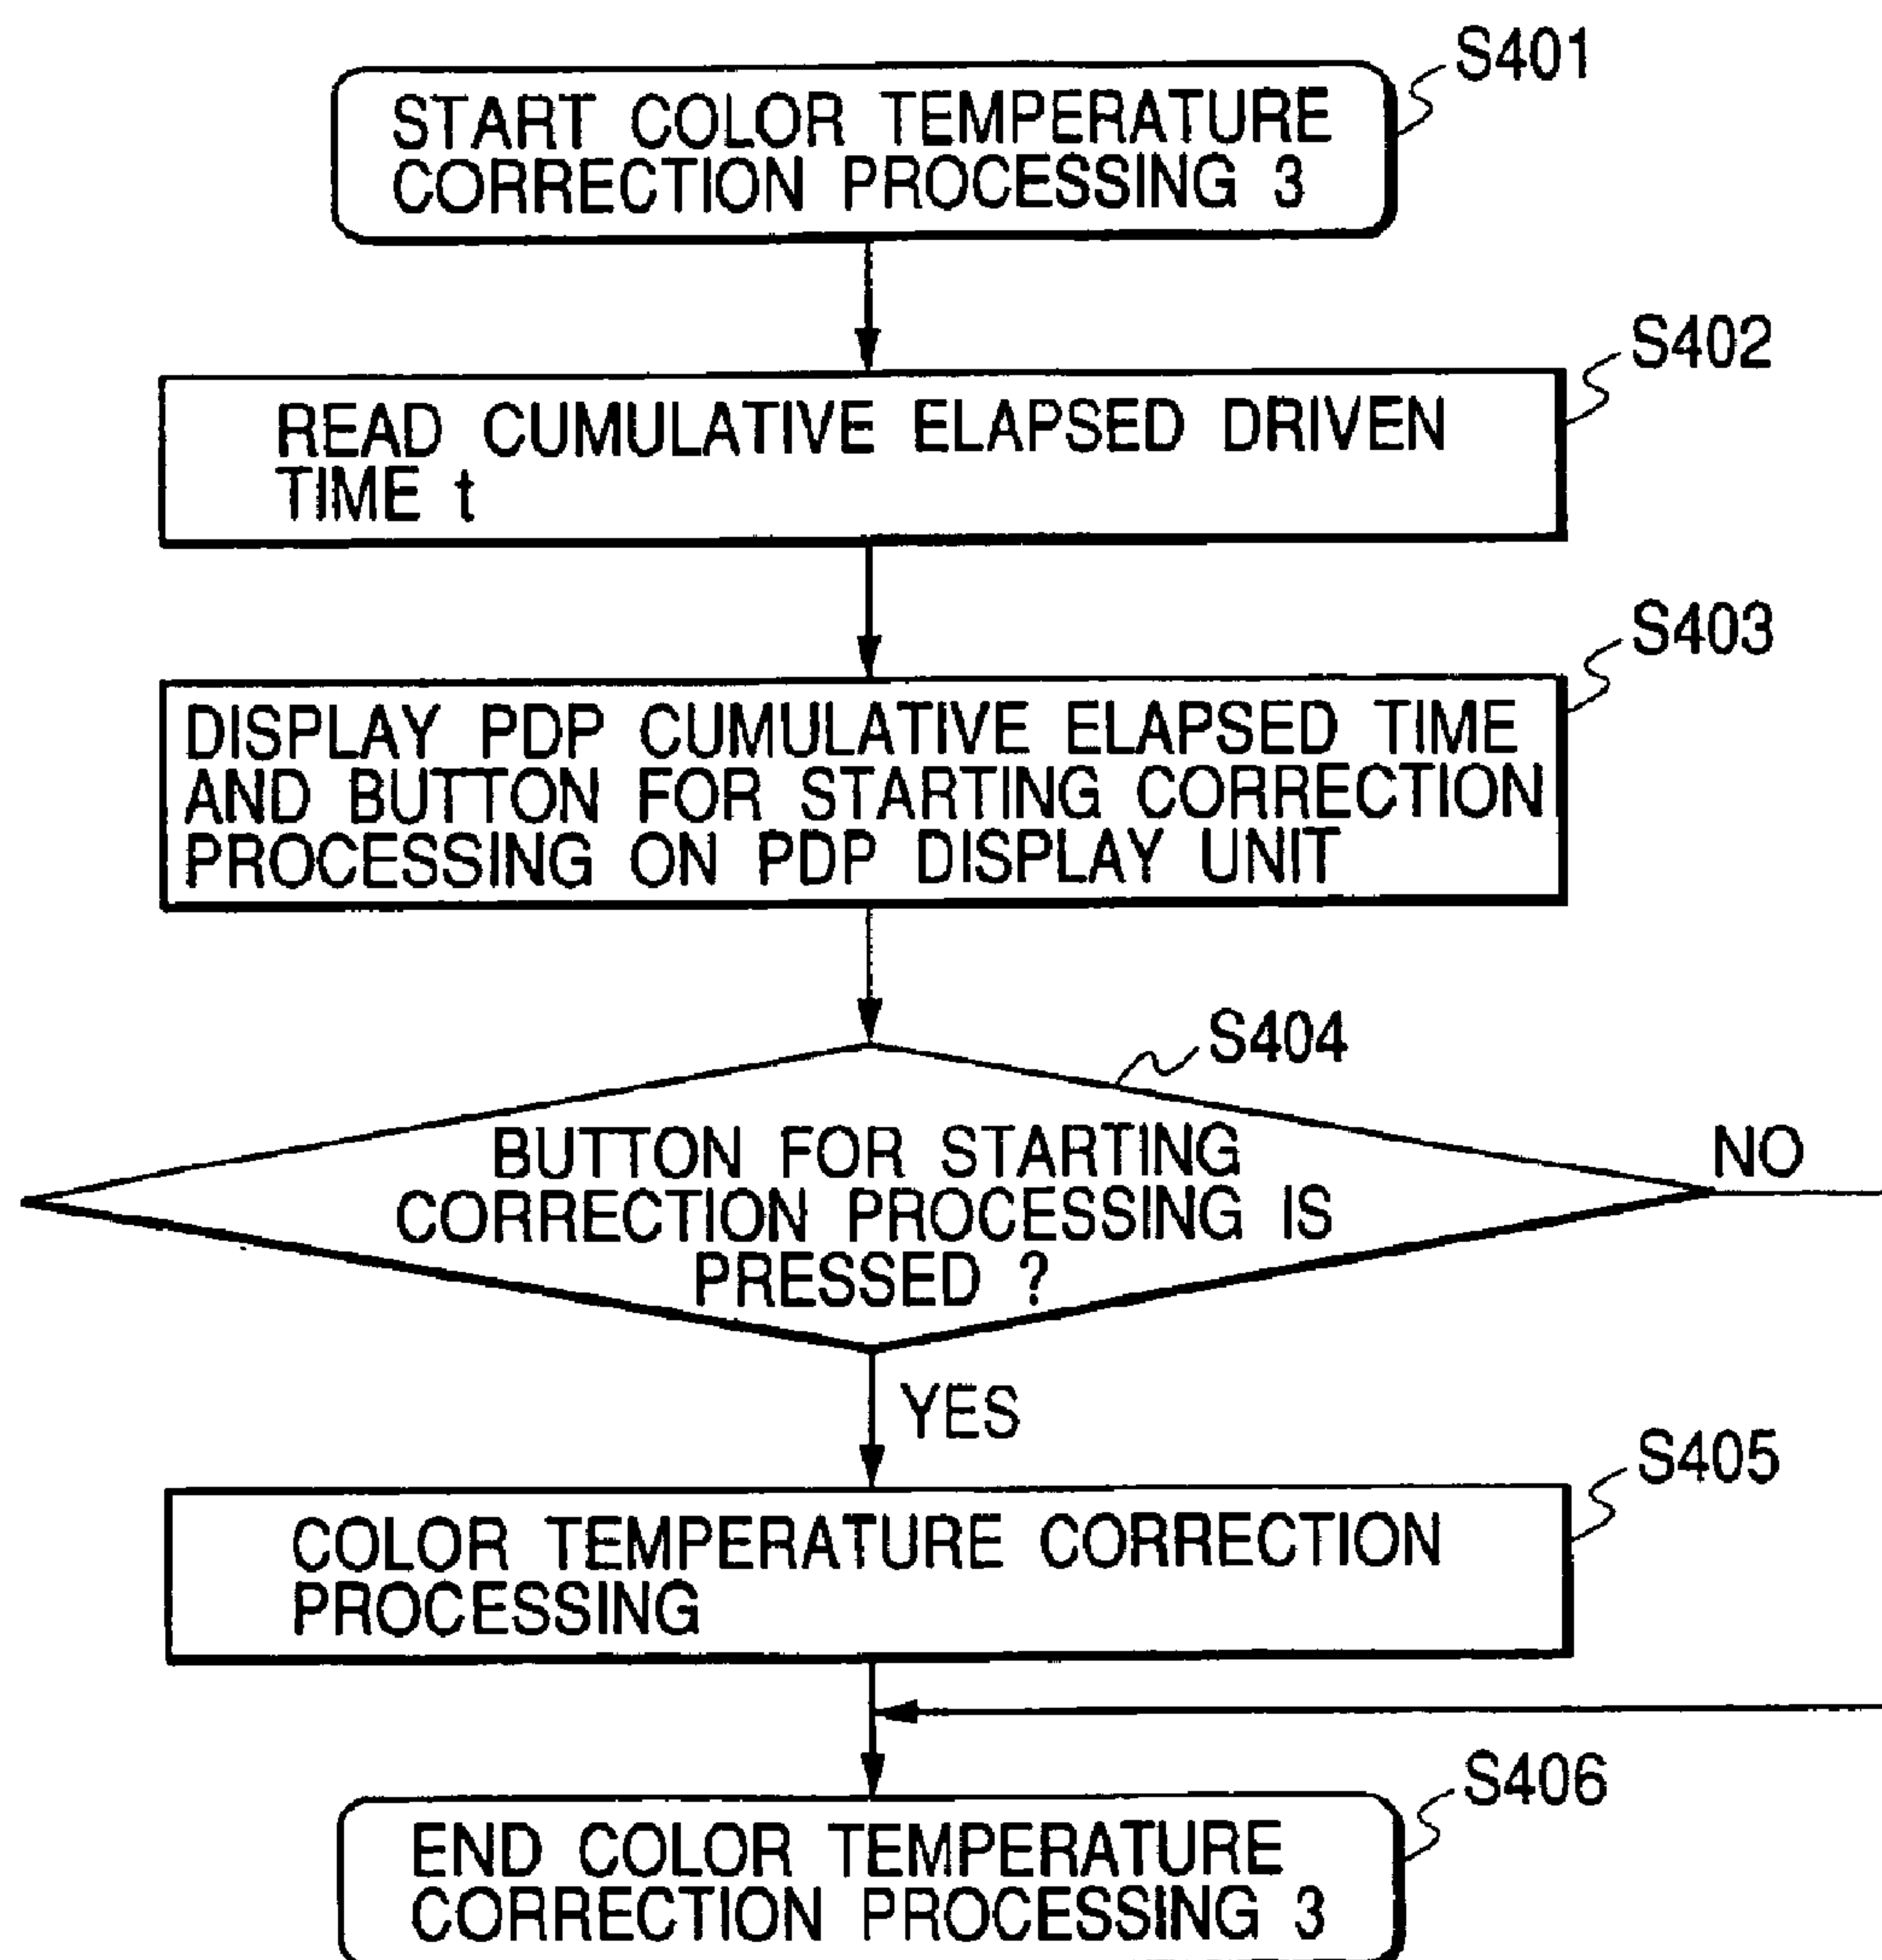 S401
START COLOR TEMPERATURE
CORRECTION PROCESSING 3
S402
READ CUMULATIVE ELAPSED DRIVEN
TIME t
S403
DISPLAY PDP CUMULATIVE ELAPSED TIME
AND BUTTON FOR STARTING CORRECTION
PROCESSING ON PDP DISPLAY UNIT
S404
BUTTON FOR STARTING
CORRECTION PROCESSING IS
PRESSED ?
NO
YES
S405
COLOR TEMPERATURE CORRECTION
PROCESSING
S406
END COLOR TEMPERATURE
CORRECTION PROCESSING 3